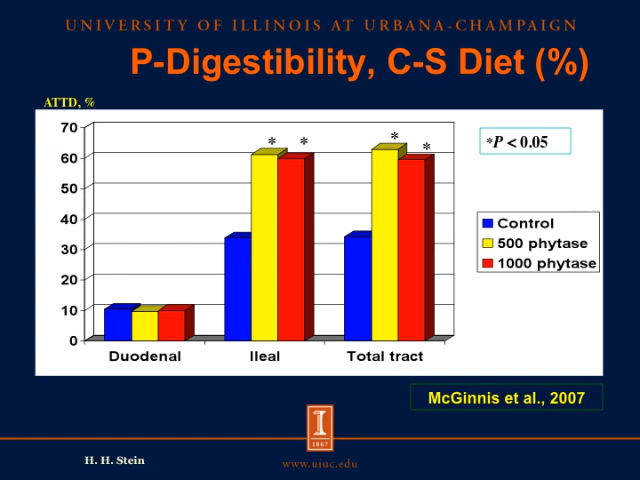 UNIVERSITY OF ILLINOIS AT URBANA-CHAMPAIGN
P-Digestibility, C-S Diet (%)
ATTD, %
70
60
50
40
30
20
10
0
* *
* *
*P < 0.05
Control
500 phytase
1000 phytase
Duodenal Ileal Total tract
McGinnis et al., 2007
I
1867
H. H. Stein
www.uiuc.edu